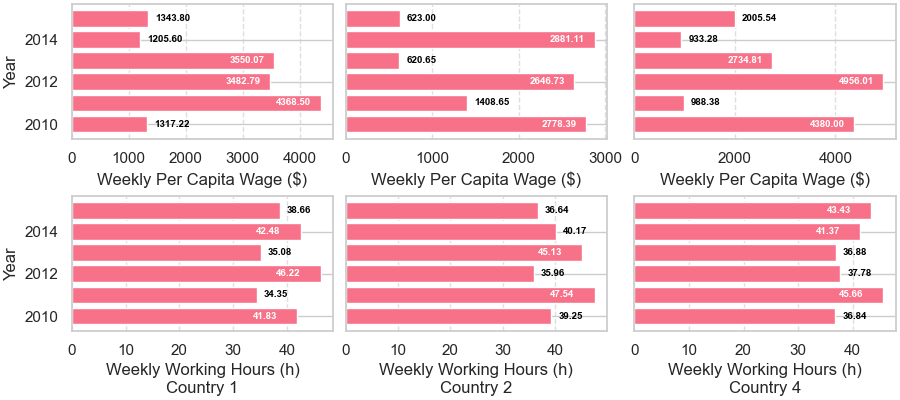 1343.80
2014
1205.60
3550.07
2012
3482.79
4368.50
2010
1317.22
Year
0 1000 2000 3000 4000
Weekly Per Capita Wage ($)
623.00
2881.11
620.65
2646.73
1408.65
2778.39
0 1000 2000 3000
Weekly Per Capita Wage ($)
2005.54
933.28
2734.81
4956.01
988.38
4380.00
0 2000 4000
Weekly Per Capita Wage ($)
38.66
2014
42.48
35.08
2012
46.22
34.35
2010
41.83
Year
0 10 20 30 40
Weekly Working Hours (h)
Country 1
36.64
40.17
45.13
35.96
47.54
39.25
0 10 20 30 40
Weekly Working Hours (h)
Country 2
43.43
41.37
36.88
37.78
45.66
36.84
0 10 20 30 40
Weekly Working Hours (h)
Country 4